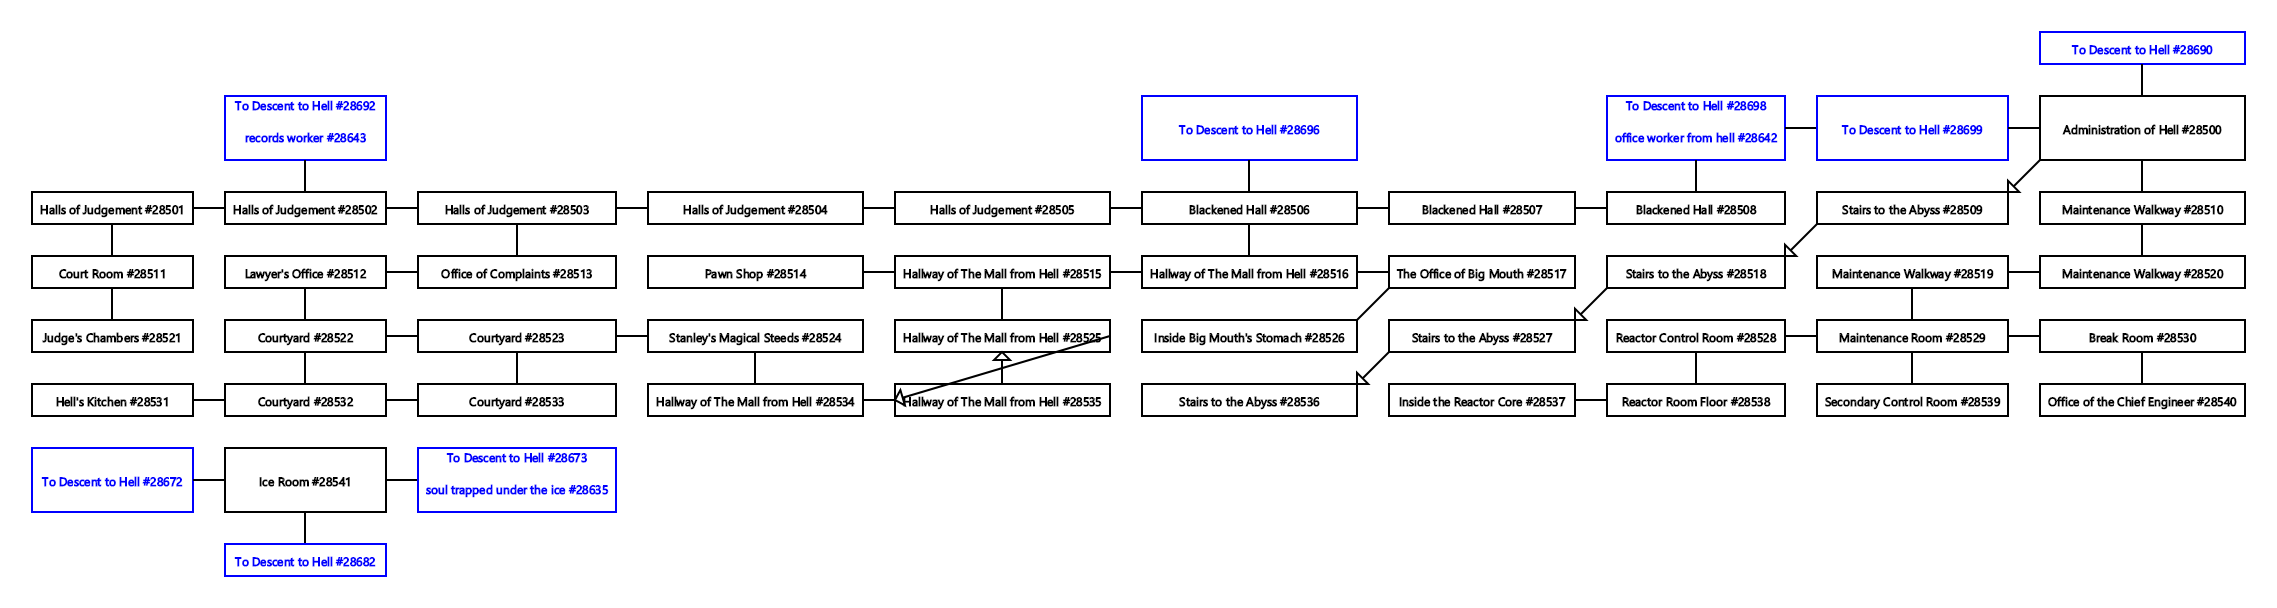 To Descent to Hell #28690
To Descent to Hell #28692
records worker #28643
To Descent to Hell #28696
To Descent to Hell #28698
office worker from hell #28642
To Descent to Hell #28699
Administration of Hell #28500
Halls of Judgement #28501
Halls of Judgement #28502
Halls of Judgement #28503
Halls of Judgement #28504
Halls of Judgement #28505
Blackened Hall #28506
Blackened Hall #28507
Blackened Hall #28508
Stairs to the Abyss #28509
Maintenance Walkway #28510
Court Room #28511
Lawyer's Office #28512
Office of Complaints #28513
Pawn Shop #28514
Hallway of The Mall from Hell #28515
Hallway of The Mall from Hell #28516
The Office of Big Mouth #28517
Stairs to the Abyss #28518
Maintenance Walkway #28519
Maintenance Walkway #28520
Judge's Chambers #28521
Courtyard #28522
Courtyard #28523
Stanley's Magical Steeds #28524
Hallway of The Mall from Hell #28525
Inside Big Mouth's Stomach #28526
Stairs to the Abyss #28527
Reactor Control Room #28528
Maintenance Room #28529
Break Room #28530
Hell's Kitchen #28531
Courtyard #28532
Courtyard #28533
Hallway of The Mall from Hell #28534
Hallway of The Mall from Hell #28535
Stairs to the Abyss #28536
Inside the Reactor Core #28537
Reactor Room Floor #28538
Secondary Control Room #28539
Office of the Chief Engineer #28540
To Descent to Hell #28672
Ice Room #28541
To Descent to Hell #28673
soul trapped under the ice #28635
To Descent to Hell #28682